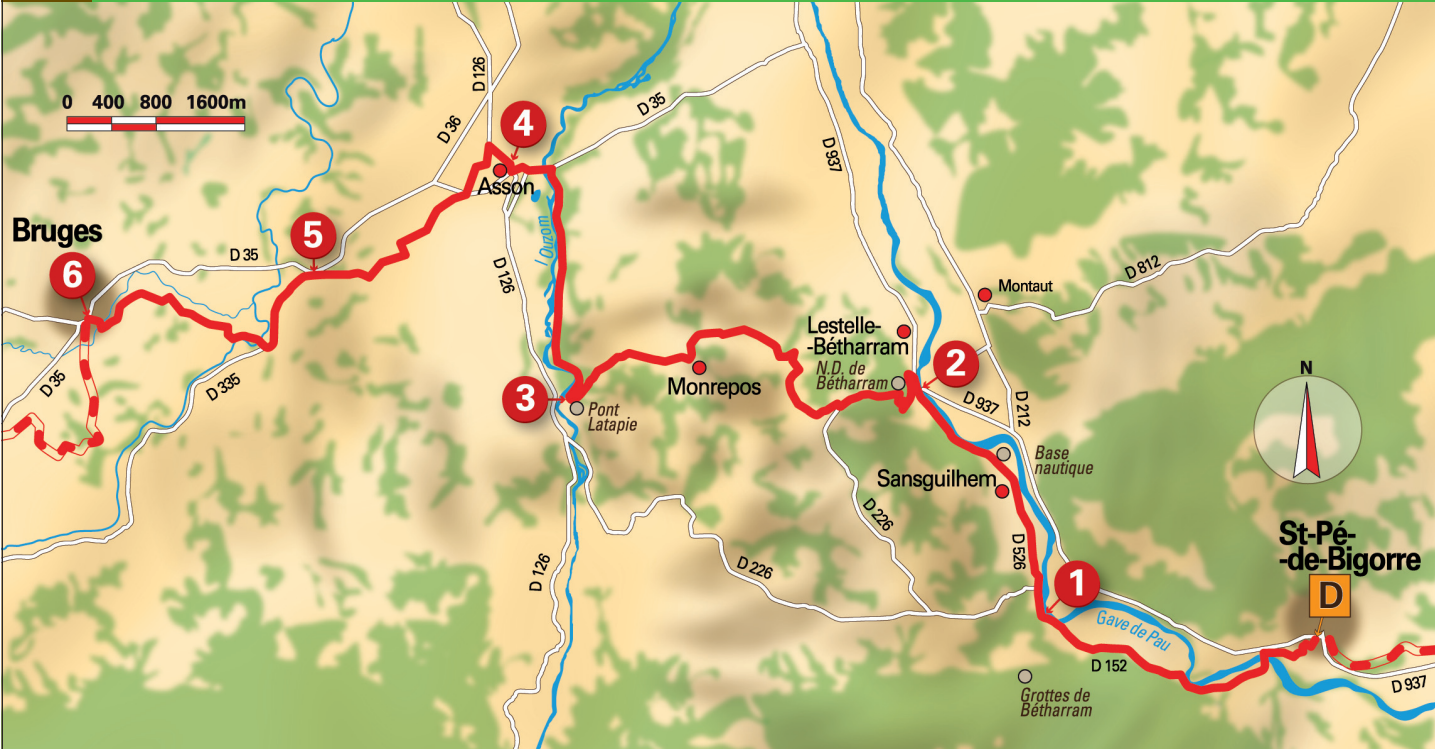 0 400 800 1600m
D 126
D 36
4
D 35
Asson
D 937
Bruges
6
5
D 35
l'Ouzom
D 126
D 812
Montaut
Lestelle-
-Bétharram
N.D. de
Bétharram
2
N
Monrepos
3
Pont
Latapie
D 35
D 335
D 937
D 212
Base
nautique
Sansguilhem
D 226
D 526
St-Pé-
-de-Bigorre
D
D 126
D 226
1
Gave de Pau
D 152
Grottes de
Bétharram
D 937